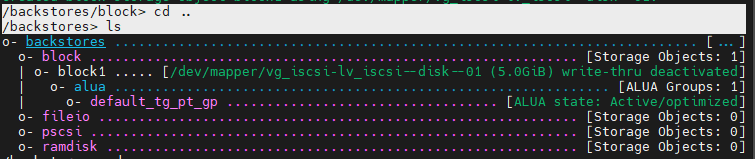 /backstores/block> cd ..
/backstores> ls
o- backstores .......................................................................... [ ... ]
  o- block .............................................................. [Storage Objects: 1]
  | o- block1 ..... [/dev/mapper/vg_iscsi-lv_iscsi--disk--01 (5.0GiB) write-thru deactivated]
  |   o- alua ............................................................... [ALUA Groups: 1]
  |     o- default_tg_pt_gp ................................... [ALUA state: Active/optimized]
  o- fileio ............................................................. [Storage Objects: 0]
  o- pscsi .............................................................. [Storage Objects: 0]
  o- ramdisk ............................................................ [Storage Objects: 0]